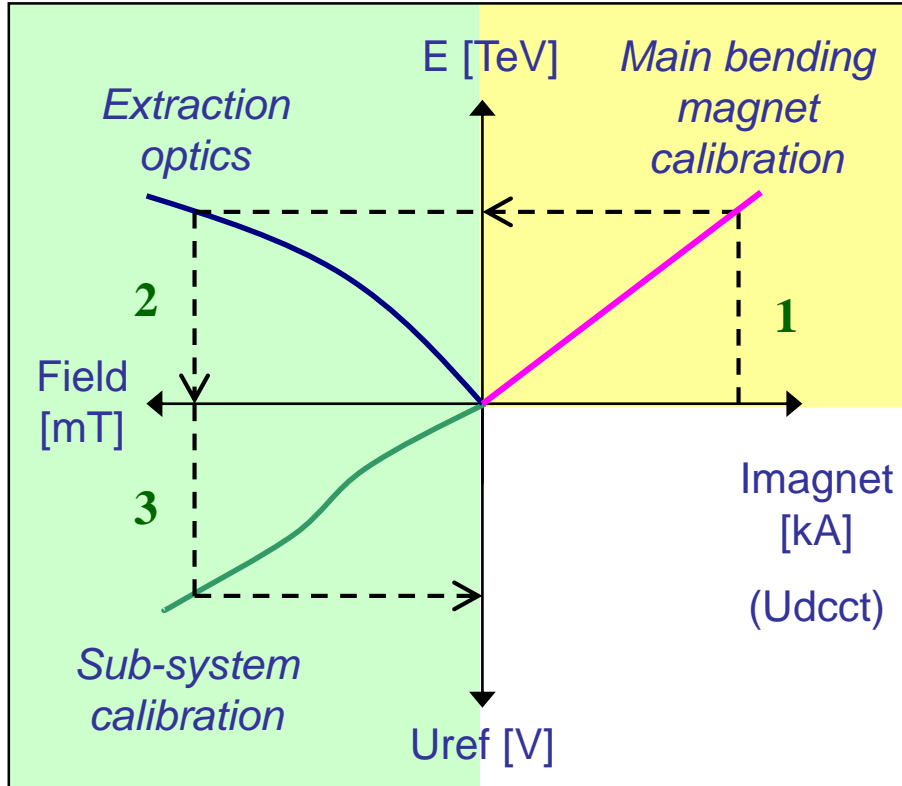 E [TeV]
Main bending
magnet
calibration
Extraction
optics
2
1
Field
[mT]
3
Imagnet
[kA]
(Udcct)
Sub-system
calibration
Uref [V]